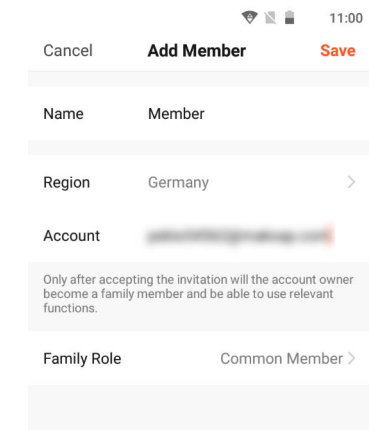 11:00
Cancel Add Member Save
Name Member
Region Germany
Account
Only after accepting the invitation will the account owner
become a family member and be able to use relevant
functions.
Family Role Common Member